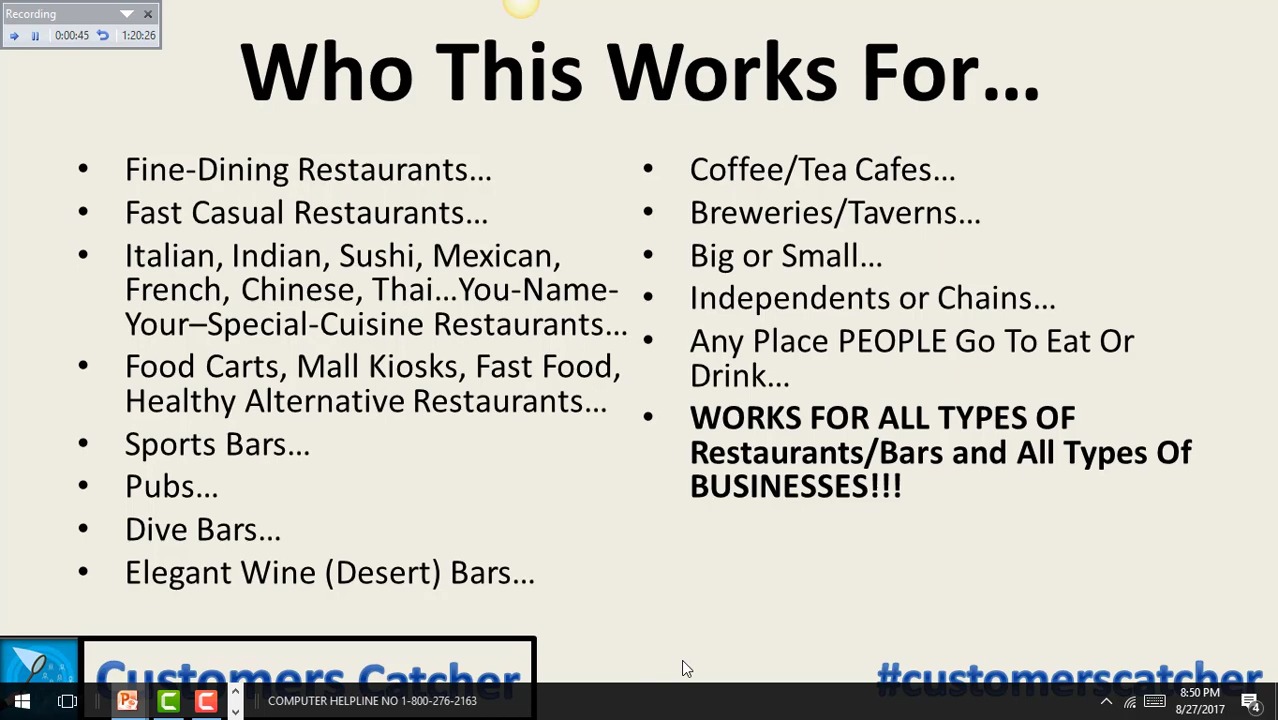 Recording
0:00:45 1:20:26
Who This Works For...
• Fine-Dining Restaurants...
• Fast Casual Restaurants...
• Italian, Indian, Sushi, Mexican,
French, Chinese, Thai...You-Name-
Your–Special-Cuisine Restaurants...
• Food Carts, Mall Kiosks, Fast Food,
Healthy Alternative Restaurants...
• Sports Bars...
• Pubs...
• Dive Bars...
• Elegant Wine (Desert) Bars...
• Coffee/Tea Cafes...
• Breweries/Taverns...
• Big or Small...
• Independents or Chains...
• Any Place PEOPLE Go To Eat Or
Drink...
• WORKS FOR ALL TYPES OF
Restaurants/Bars and All Types Of
BUSINESSES!!!
Customers Catcher
#customerscatcher
COMPUTER HELPLINE NO 1-800-276-2163
8:50 PM
8/27/2017
4